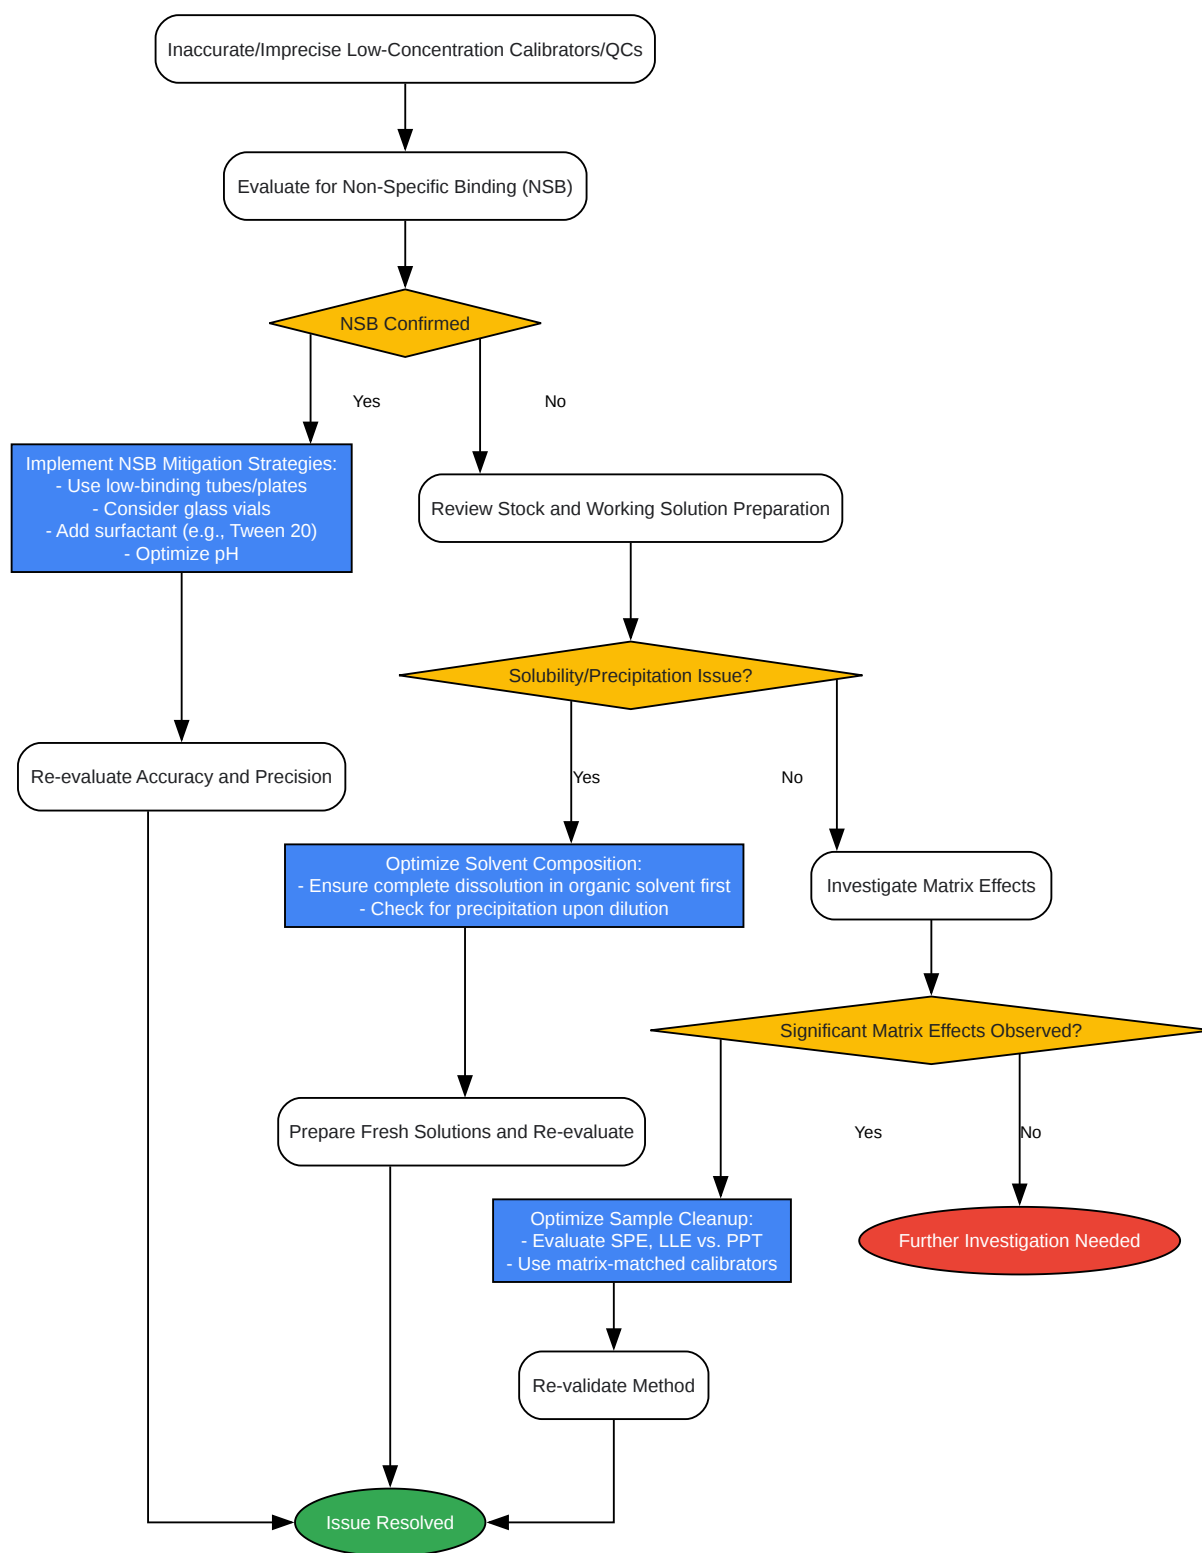 Inaccurate/Imprecise Low-Concentration Calibrators/QCs
Evaluate for Non-Specific Binding (NSB)
NSB Confirmed
Yes
No
Implement NSB Mitigation Strategies:
- Use low-binding tubes/plates
- Consider glass vials
- Add surfactant (e.g., Tween 20)
- Optimize pH
Review Stock and Working Solution Preparation
Solubility/Precipitation Issue?
Re-evaluate Accuracy and Precision
Yes
No
Optimize Solvent Composition:
- Ensure complete dissolution in organic solvent first
- Check for precipitation upon dilution
Investigate Matrix Effects
Significant Matrix Effects Observed?
Prepare Fresh Solutions and Re-evaluate
Yes
No
Optimize Sample Cleanup:
- Evaluate SPE, LLE vs. PPT
- Use matrix-matched calibrators
Further Investigation Needed
Re-validate Method
Issue Resolved